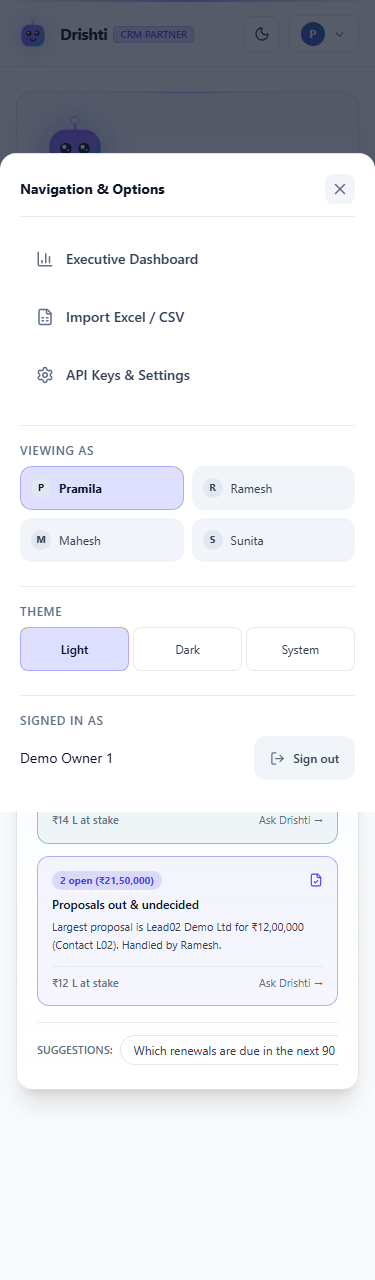 Drishti CRM PARTNER P
Navigation & Options
Executive Dashboard
Import Excel / CSV
API Keys & Settings
VIEWING AS
P Pramila
R Ramesh
M Mahesh
S Sunita
THEME
Light Dark System
SIGNED IN AS
Demo Owner 1 Sign out
₹14 L at stake Ask Drishti →
2 open (₹21,50,000)
Proposals out & undecided
Largest proposal is Lead02 Demo Ltd for ₹12,00,000
(Contact L02). Handled by Ramesh.
₹12 L at stake Ask Drishti →
SUGGESTIONS: Which renewals are due in the next 90